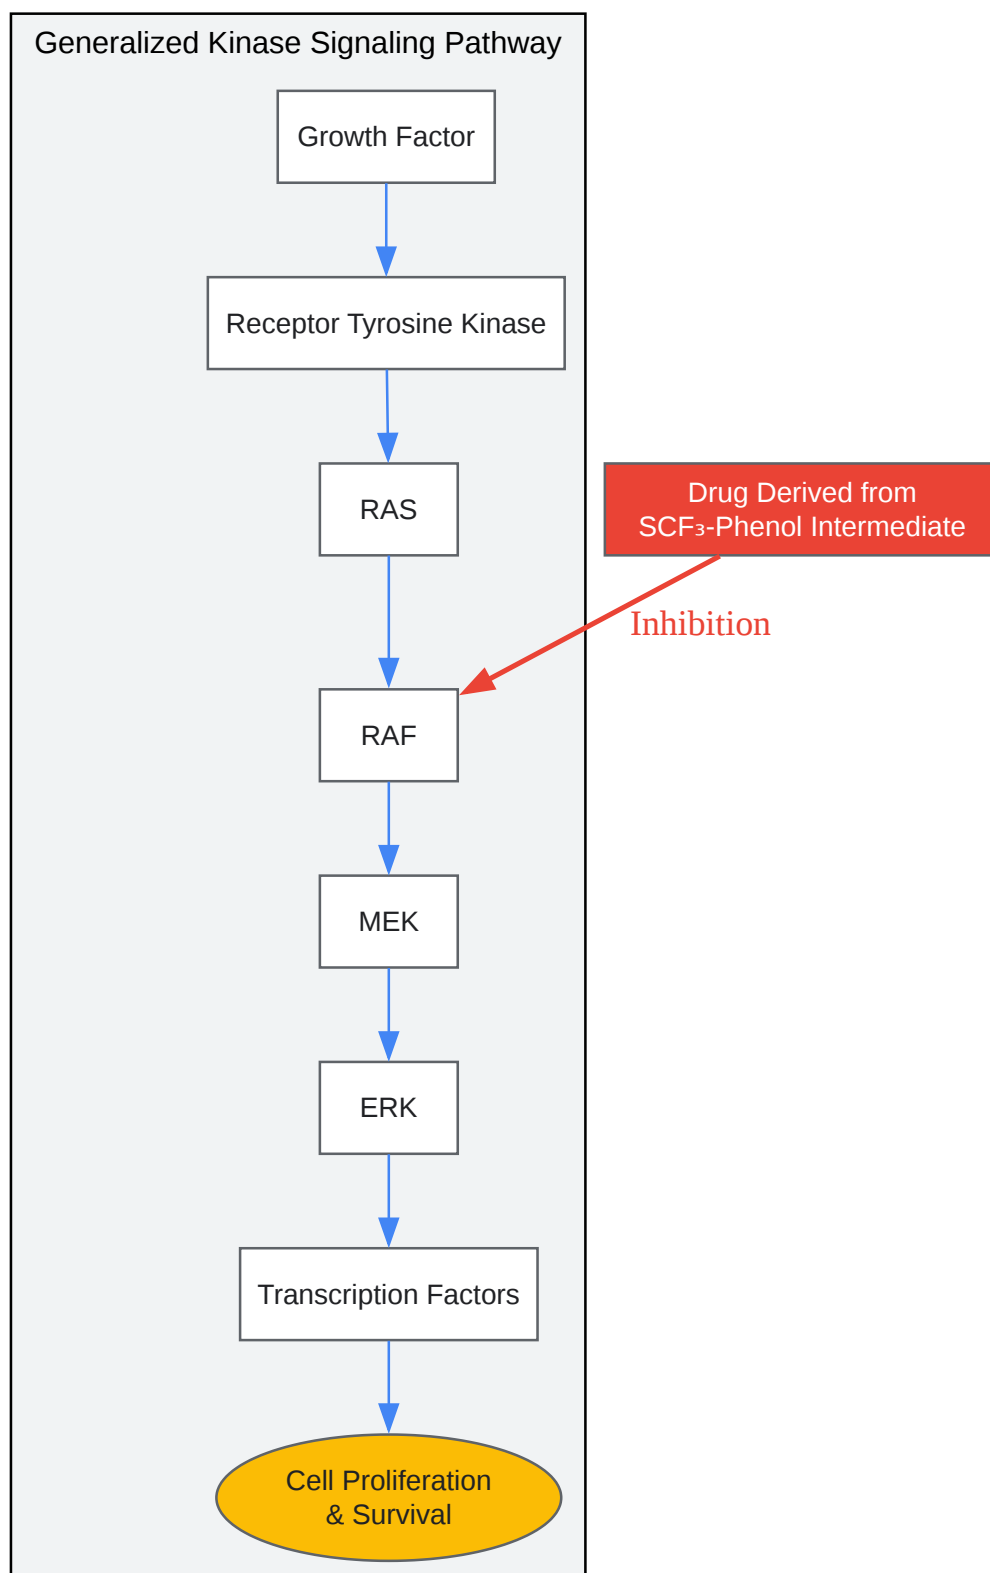 Generalized Kinase Signaling Pathway
Growth Factor
Receptor Tyrosine Kinase
RAS
Drug Derived from
SCF₃-Phenol Intermediate
Inhibition
RAF
MEK
ERK
Transcription Factors
Cell Proliferation
& Survival